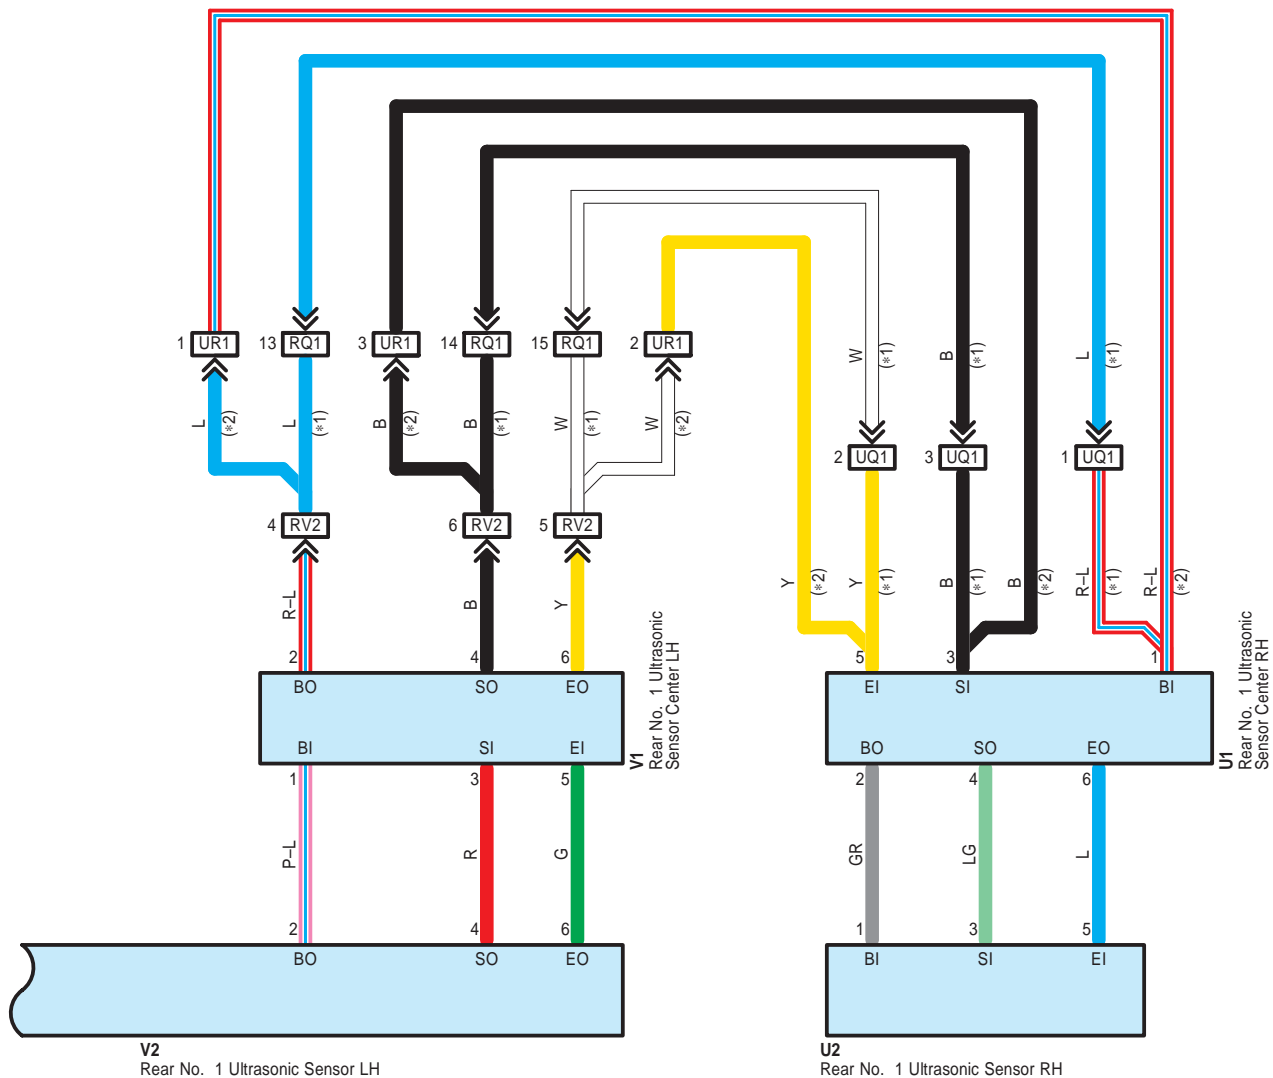 1 UR1 13 RQ1 3 UR1 14 RQ1 15 RQ1 2 UR1
W (*1) B (*1) L (*1)
L (*2) L (*1) B (*2) B (*1) W (*1) W (*2)
2 UQ1 3 UQ1 1 UQ1
4 RV2 6 RV2 5 RV2
R–L B Y
Y (*2) Y (*1) B (*1) B (*2) R–L (*1) R–L (*2)
2 4 6
5 3 1
BO SO EO
EI SI BI
BI SI EI
BO SO EO
V1
Rear No. 1 Ultrasonic
Sensor Center LH
U1
Rear No. 1 Ultrasonic
Sensor Center RH
1 3 5
2 4 6
P–L R G
GR LG L
2 4 6
1 3 5
BO SO EO
BI SI EI
V2
Rear No. 1 Ultrasonic Sensor LH
U2
Rear No. 1 Ultrasonic Sensor RH